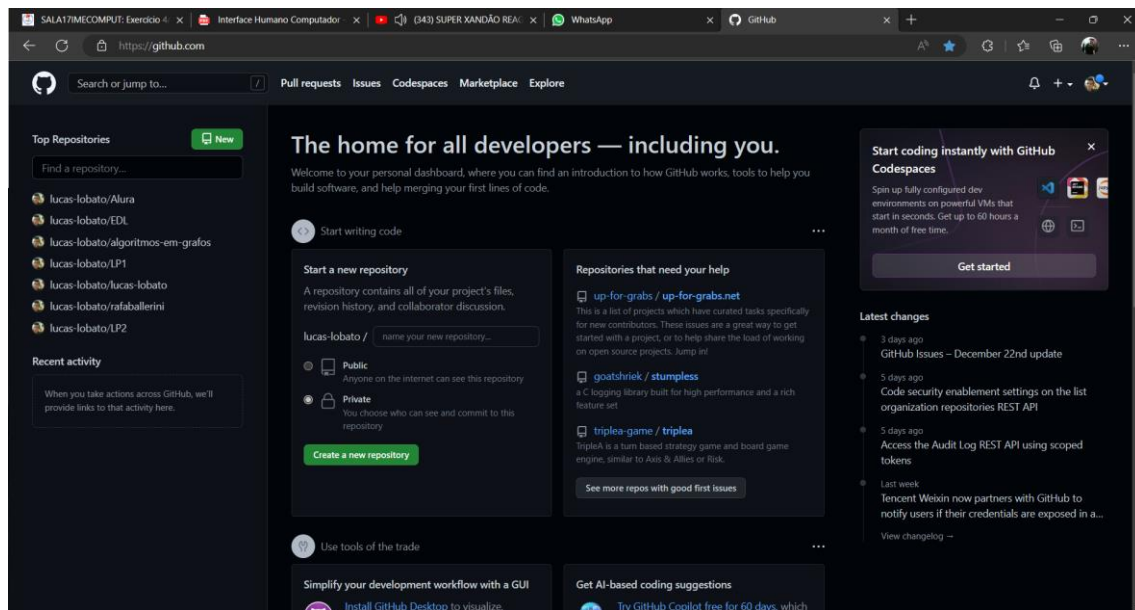 SALA17IMECOMPUT: Exercício 4
Interface Humano Computador
(343) SUPER XANDÃO REAC
WhatsApp
GitHub
https://github.com
Search or jump to...
/
Pull requests Issues Codespaces Marketplace Explore
Top Repositories
New
Find a repository...
lucas-lobato/Alura
lucas-lobato/EDL
lucas-lobato/algoritmos-em-grafos
lucas-lobato/LP1
lucas-lobato/lucas-lobato
lucas-lobato/rafaballerini
lucas-lobato/LP2
Recent activity
When you take actions across GitHub, we'll
provide links to that activity here.
The home for all developers — including you.
Welcome to your personal dashboard, where you can find an introduction to how GitHub works, tools to help you
build software, and help merging your first lines of code.
Start writing code
Start a new repository
A repository contains all of your project's files,
revision history, and collaborator discussion.
lucas-lobato / name your new repository...
Public
Anyone on the internet can see this repository
Private
You choose who can see and commit to this
repository
Create a new repository
Repositories that need your help
up-for-grabs / up-for-grabs.net
This is a list of projects which have curated tasks specifically
for new contributors. These issues are a great way to get
started with a project, or to help share the load of working
on open source projects. Jump in!
goatshriek / stumpless
a C logging library built for high performance and a rich
feature set
triplea-game / triplea
TripleA is a turn based strategy game and board game
engine, similar to Axis & Allies or Risk.
See more repos with good first issues
Use tools of the trade
Simplify your development workflow with a GUI
Install GitHub Desktop to visualize,
Get AI-based coding suggestions
Try GitHub Copilot free for 60 days, which
Start coding instantly with GitHub
Codespaces
Spin up fully configured dev
environments on powerful VMs that
start in seconds. Get up to 60 hours a
month of free time.
Get started
Latest changes
3 days ago
GitHub Issues – December 22nd update
5 days ago
Code security enablement settings on the list
organization repositories REST API
5 days ago
Access the Audit Log REST API using scoped
tokens
Last week
Tencent Weixin now partners with GitHub to
notify users if their credentials are exposed in a...
View changelog →